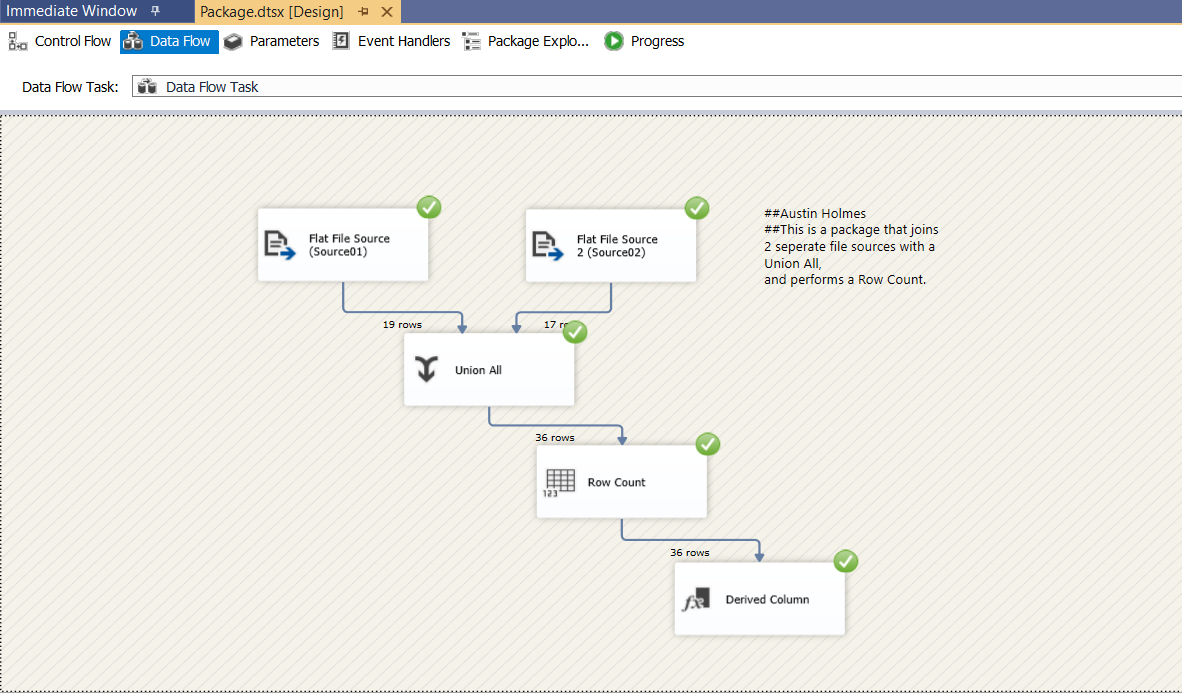 Immediate Window
Package.dtsx [Design]
Control Flow
Data Flow
Parameters
Event Handlers
Package Explo...
Progress
Data Flow Task:
Data Flow Task
Flat File Source
(Source01)
Flat File Source
2 (Source02)
##Austin Holmes
##This is a package that joins
2 seperate file sources with a
Union All,
and performs a Row Count.
19 rows
17
Union All
36 rows
123
Row Count
36 rows
fx
Derived Column